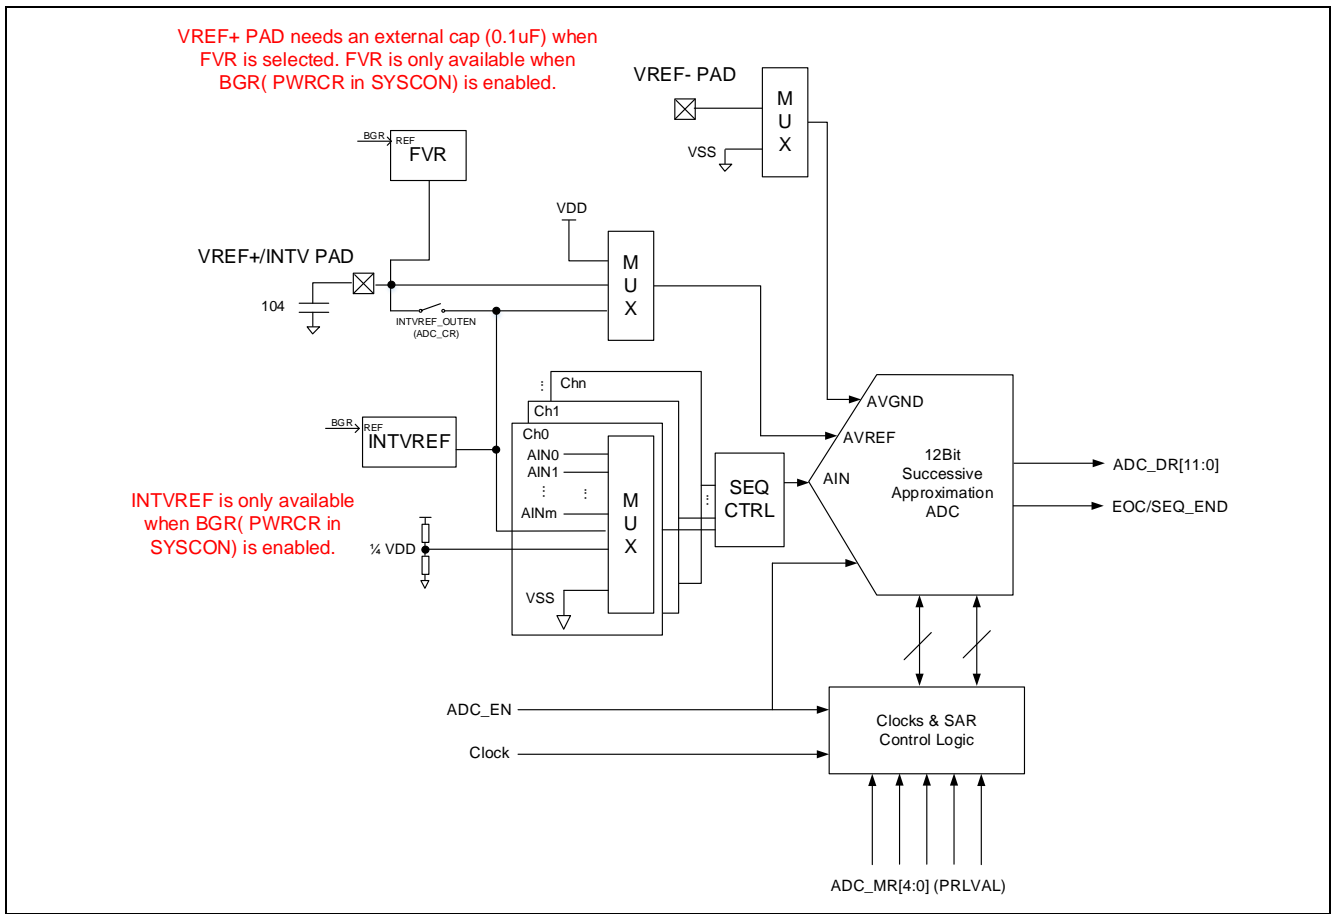 VREF+ PAD needs an external cap (0.1uF) when
FVR is selected. FVR is only available when
BGR( PWRCR in SYSCON) is enabled.
VREF- PAD
M
U
X
VSS
BGR
REF
FVR
VDD
VREF+/INTV PAD
M
U
X
104
INTVREF_OUTEN
(ADC_CR)
Chn
⋮
Ch1
Ch0
BGR
REF
INTVREF
AIN0
AIN1
⋮ ⋮
AINm
M
U
X
SEQ
CTRL
⋮
AVGND
AVREF
AIN
12Bit
Successive
Approximation
ADC
ADC_DR[11:0]
EOC/SEQ_END
INTVREF is only available
when BGR( PWRCR in
SYSCON) is enabled.
¼ VDD
VSS
ADC_EN
Clock
Clocks & SAR
Control Logic
ADC_MR[4:0] (PRLVAL)